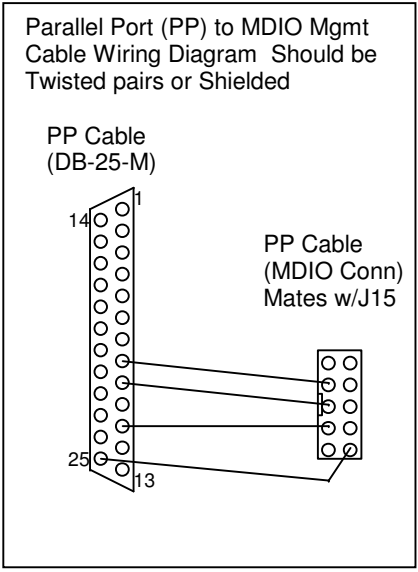 Parallel Port (PP) to MDIO Mgmt
Cable Wiring Diagram Should be
Twisted pairs or Shielded
PP Cable
(DB-25-M)
1
14
PP Cable
(MDIO Conn)
Mates w/J15
25
13